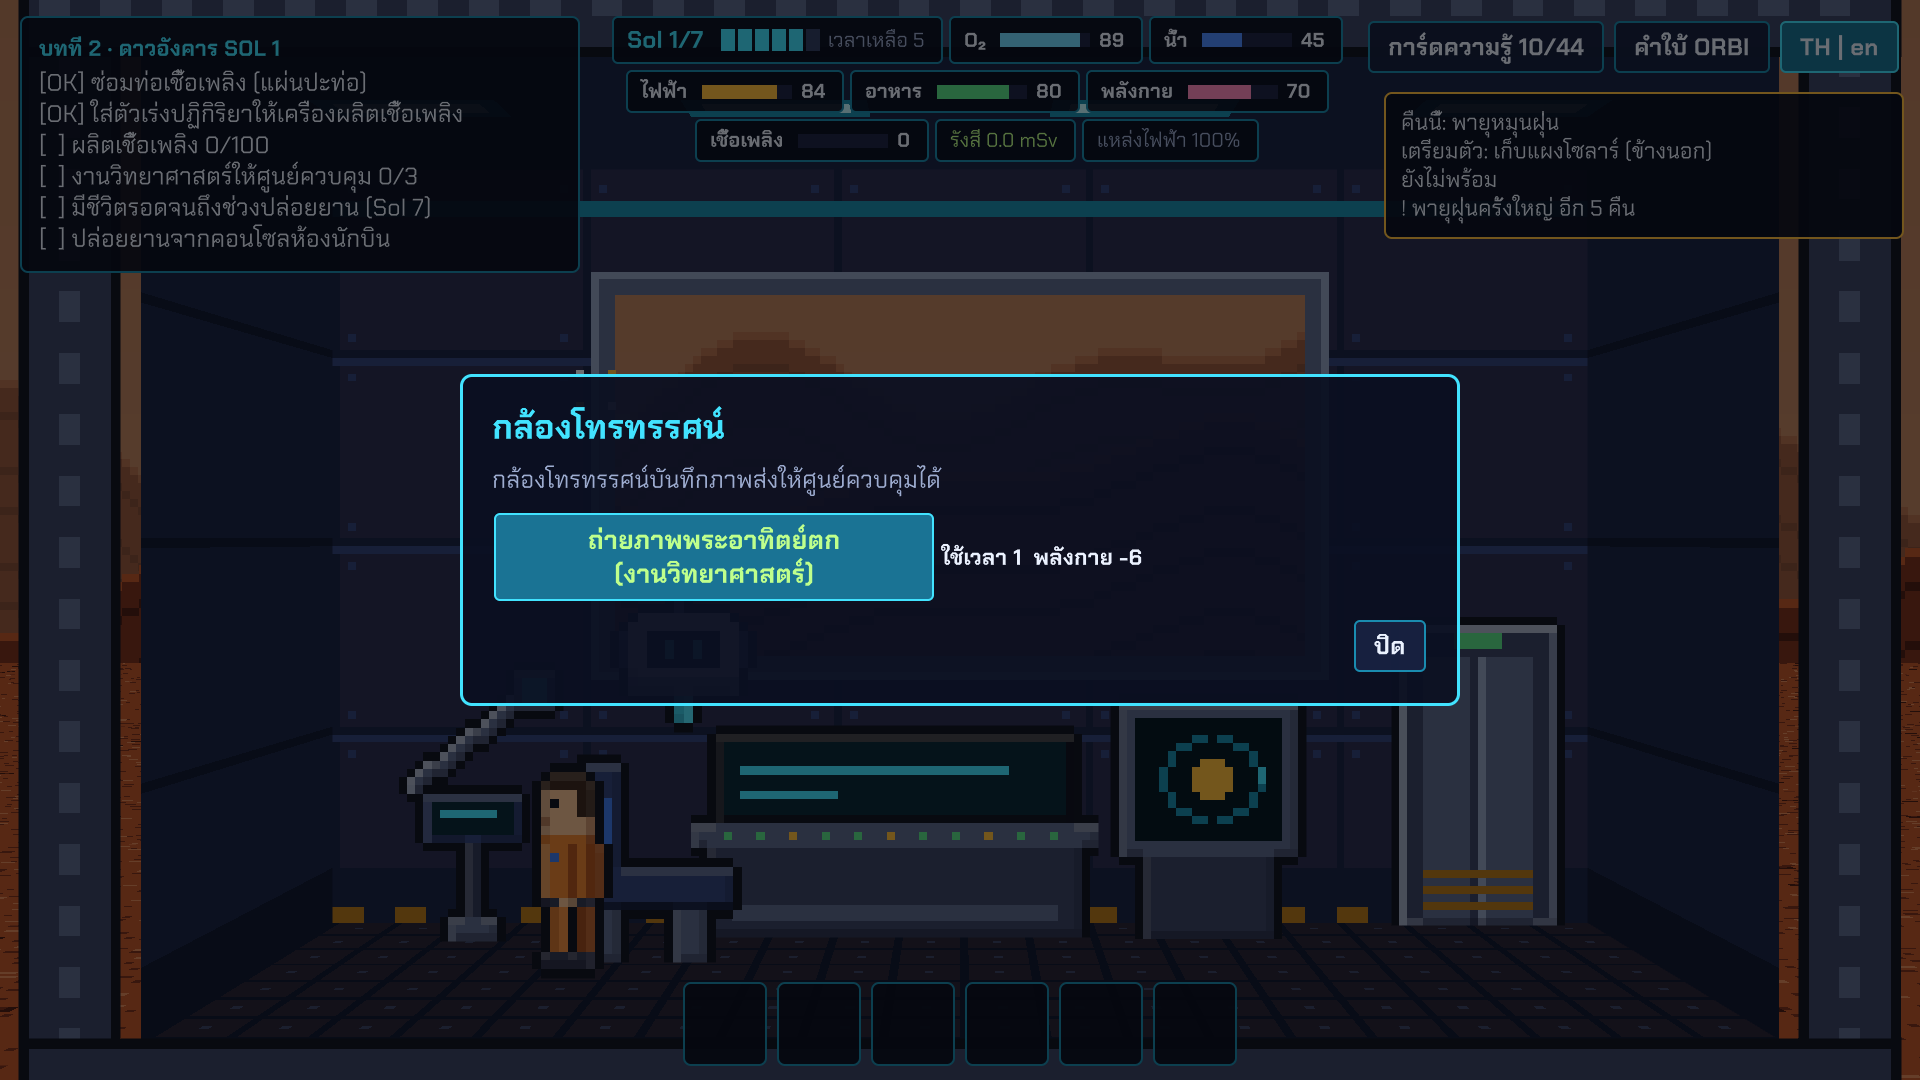 บทที่ 2 · ดาวอังคาร SOL 1
[OK] ซ่อมท่อเชื้อเพลิง (แผ่นปะท่อ)
[OK] ใส่ตัวเร่งปฏิกิริยาให้เครื่องผลิตเชื้อเพลิง
[ ] ผลิตเชื้อเพลิง 0/100
[ ] งานวิทยาศาสตร์ให้ศูนย์ควบคุม 0/3
[ ] มีชีวิตรอดจนถึงช่วงปล่อยยาน (Sol 7)
[ ] ปล่อยยานจากคอนโซลห้องนักบิน
Sol 1/7 เวลาเหลือ 5
O₂ 89
น้ำ 45
ไฟฟ้า 84
อาหาร 80
พลังกาย 70
เชื้อเพลิง 0
รังสี 0.0 mSv
แหล่งไฟฟ้า 100%
การ์ดความรู้ 10/44
คำใบ้ ORBI
TH | en
คืนนี้: พายุหมุนฝุ่น
เตรียมตัว: เก็บแผงโซลาร์ (ข้างนอก)
ยังไม่พร้อม
! พายุฝุ่นครั้งใหญ่ อีก 5 คืน
กล้องโทรทรรศน์
กล้องโทรทรรศน์บันทึกภาพส่งให้ศูนย์ควบคุมได้
ถ่ายภาพพระอาทิตย์ตก
(งานวิทยาศาสตร์)
ใช้เวลา 1 พลังกาย -6
ปิด